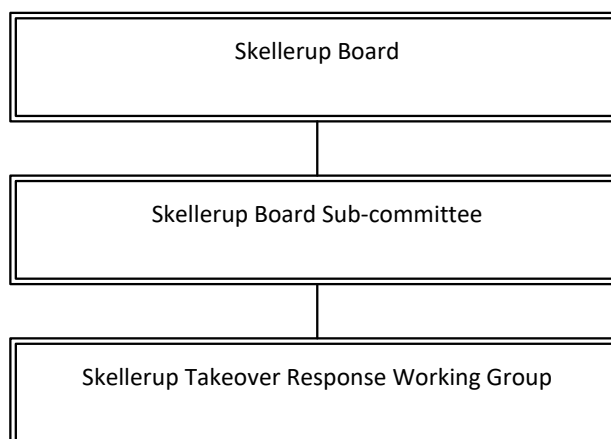 Skellerup Board
Skellerup Board Sub-committee
Skellerup Takeover Response Working Group